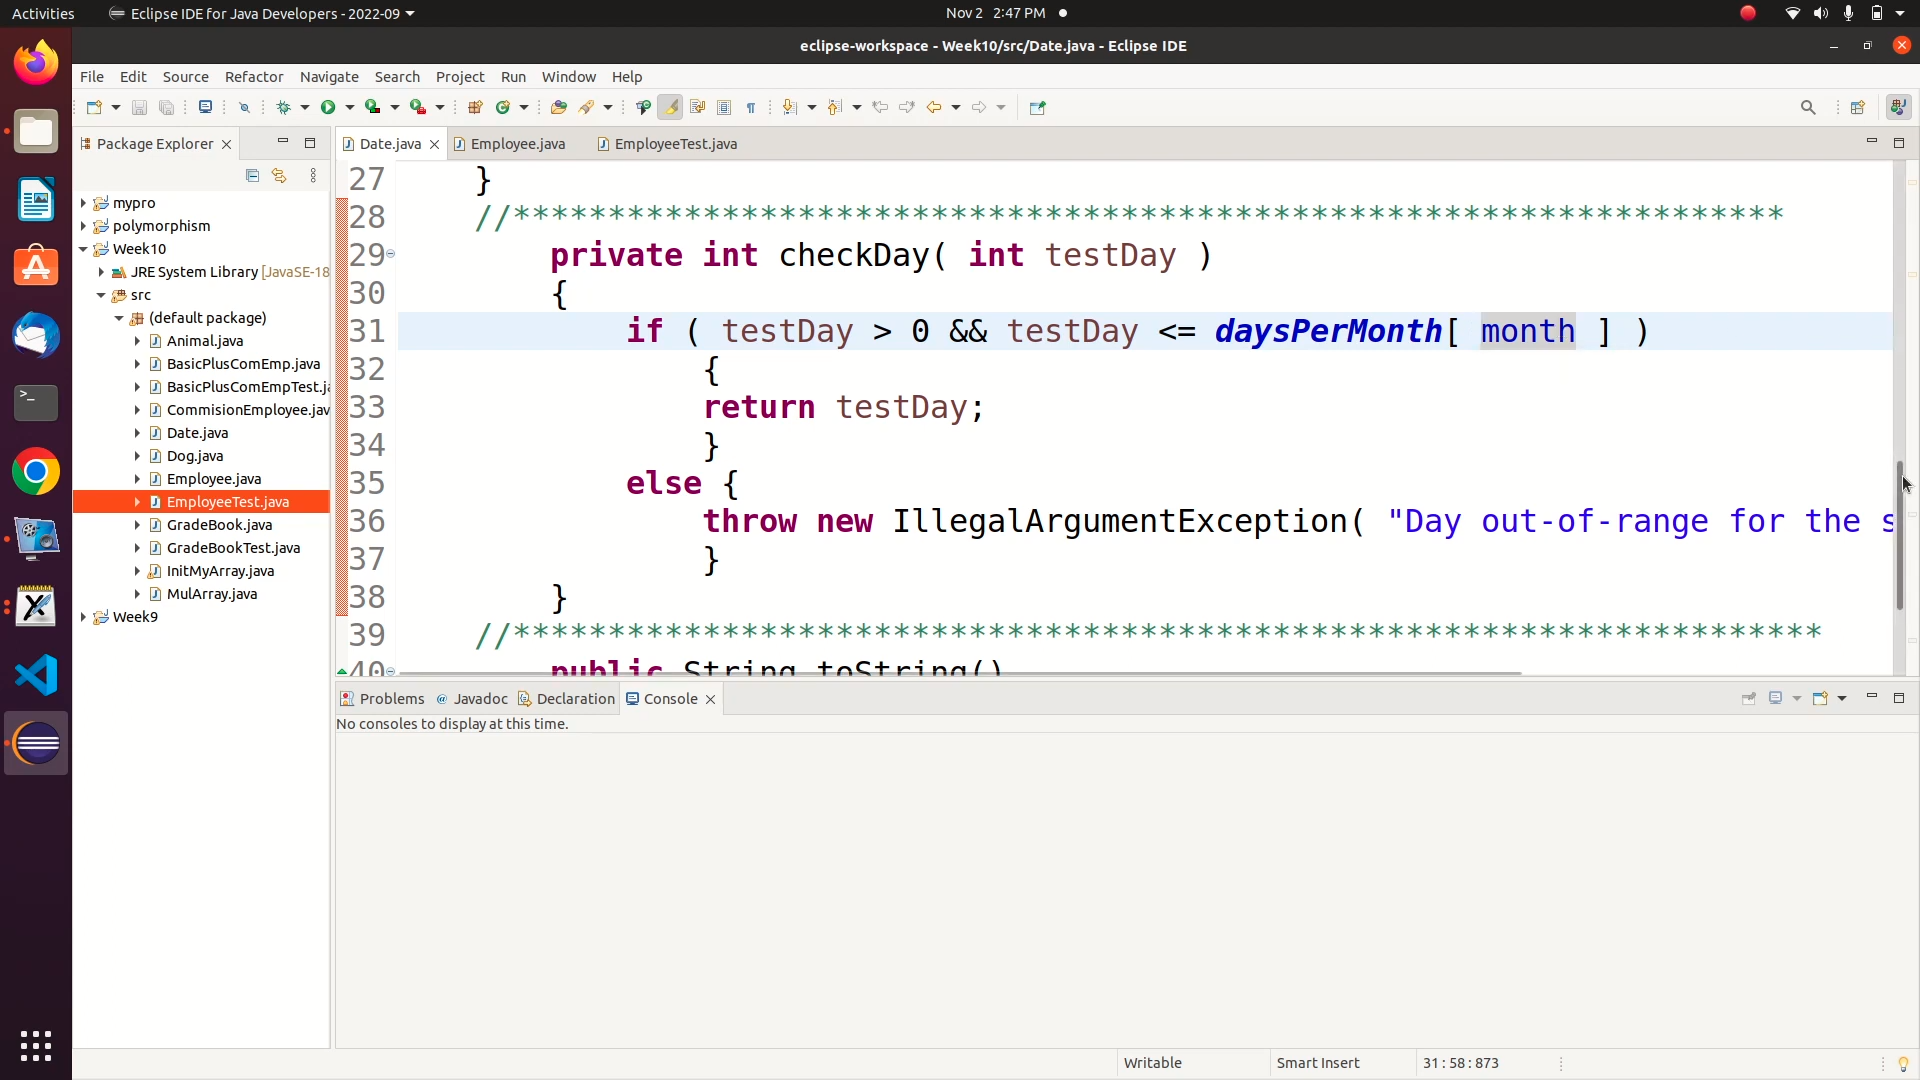 Activities
Eclipse IDE for Java Developers - 2022-09
Nov 2 2:47 PM
eclipse-workspace - Week10/src/Date.java - Eclipse IDE
File Edit Source Refactor Navigate Search Project Run Window Help
Package Explorer
Date.java
Employee.java
EmployeeTest.java
mypro
polymorphism
Week10
JRE System Library [JavaSE-18
src
(default package)
Animal.java
BasicPlusComEmp.java
BasicPlusComEmpTest.ja
CommisionEmployee.jav
Date.java
Dog.java
Employee.java
EmployeeTest.java
GradeBook.java
GradeBookTest.java
InitMyArray.java
MulArray.java
Week9
27 }
28 //*******************************************************************
29 private int checkDay( int testDay )
30 {
31 if ( testDay > 0 && testDay <= daysPerMonth[ month ] )
32 {
33 return testDay;
34 }
35 else {
36 throw new IllegalArgumentException( "Day out-of-range for the s
37 }
38 }
39 //*********************************************************************
40 public String toString()
Problems @ Javadoc Declaration Console
No consoles to display at this time.
Writable
Smart Insert
31 : 58 : 873